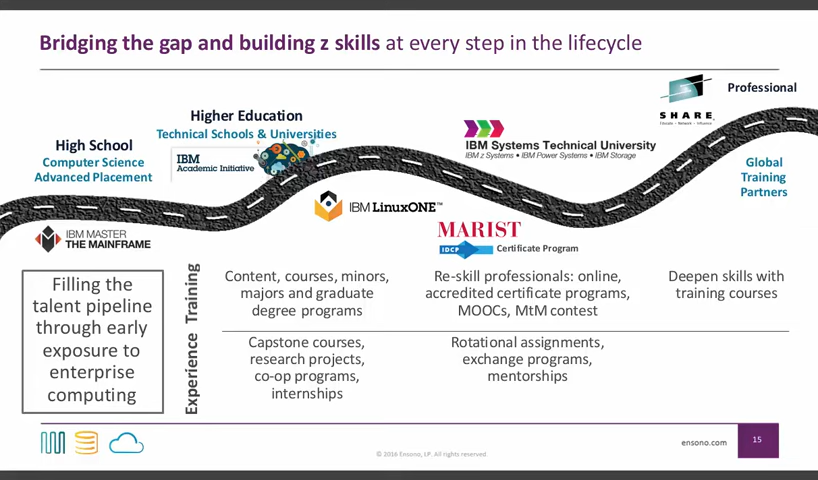 Bridging the gap and building z skills at every step in the lifecycle
High School
Computer Science
Advanced Placement
IBM MASTER
THE MAINFRAME
Higher Education
Technical Schools & Universities
IBM
Academic Initiative
IBM LinuxONE™
IBM Systems Technical University
IBM z Systems • IBM Power Systems • IBM Storage
MARIST
IDCP Certificate Program
SHARE
Educate • Network • Influence
Professional
Global
Training
Partners
Filling the
talent pipeline
through early
exposure to
enterprise
computing
Training
Content, courses, minors,
majors and graduate
degree programs
Re-skill professionals: online,
accredited certificate programs,
MOOCs, MtM contest
Deepen skills with
training courses
Experience
Capstone courses,
research projects,
co-op programs,
internships
Rotational assignments,
exchange programs,
mentorships
© 2016 Ensono, LP. All rights reserved.
ensono.com
15